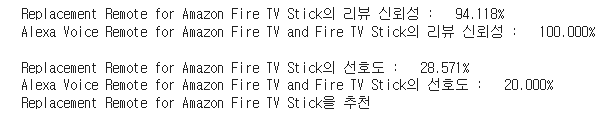 Replacement Remote for Amazon Fire TV Stick의 리뷰 신뢰성 : 94.118%
Alexa Voice Remote for Amazon Fire TV and Fire TV Stick의 리뷰 신뢰성 : 100.000%
Replacement Remote for Amazon Fire TV Stick의 선호도 : 28.571%
Alexa Voice Remote for Amazon Fire TV and Fire TV Stick의 선호도 : 20.000%
Replacement Remote for Amazon Fire TV Stick을 추천